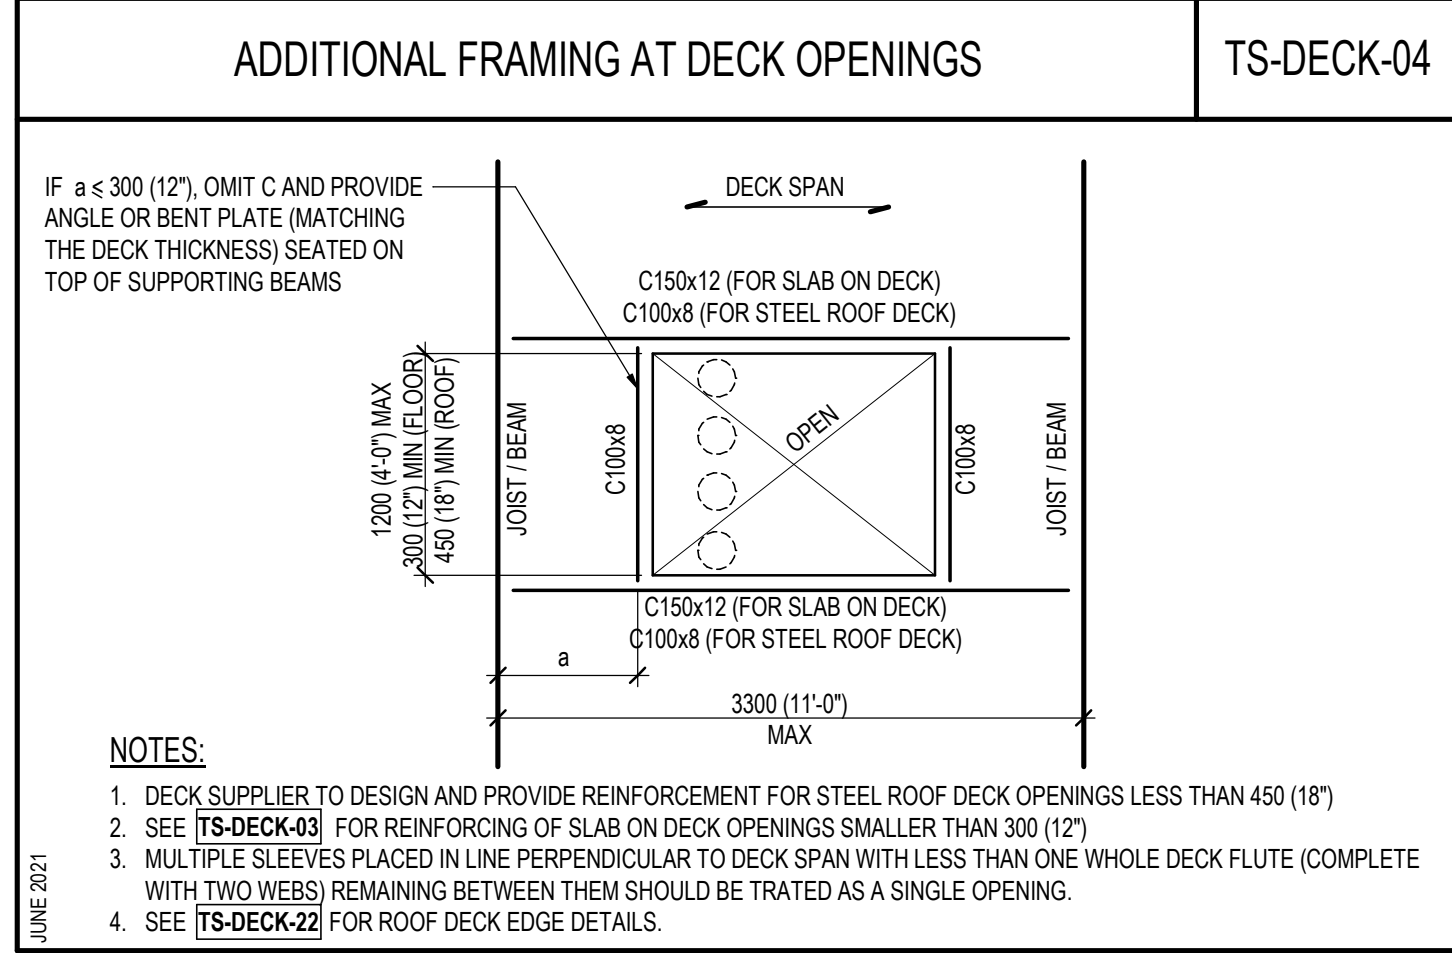 ADDITIONAL FRAMING AT DECK OPENINGS
TS-DECK-04
IF a ≤ 300 (12"), OMIT C AND PROVIDE
ANGLE OR BENT PLATE (MATCHING
THE DECK THICKNESS) SEATED ON
TOP OF SUPPORTING BEAMS
DECK SPAN
C150x12 (FOR SLAB ON DECK)
C100x8 (FOR STEEL ROOF DECK)
1200 (4'-0") MAX
300 (12") MIN (FLOOR)
450 (18") MIN (ROOF)
JOIST / BEAM
C100x8
OPEN
C100x8
JOIST / BEAM
C150x12 (FOR SLAB ON DECK)
C100x8 (FOR STEEL ROOF DECK)
a
3300 (11'-0")
MAX
NOTES:
1. DECK SUPPLIER TO DESIGN AND PROVIDE REINFORCEMENT FOR STEEL ROOF DECK OPENINGS LESS THAN 450 (18")
2. SEE TS-DECK-03 FOR REINFORCING OF SLAB ON DECK OPENINGS SMALLER THAN 300 (12")
3. MULTIPLE SLEEVES PLACED IN LINE PERPENDICULAR TO DECK SPAN WITH LESS THAN ONE WHOLE DECK FLUTE (COMPLETE
WITH TWO WEBS) REMAINING BETWEEN THEM SHOULD BE TRATED AS A SINGLE OPENING.
4. SEE TS-DECK-22 FOR ROOF DECK EDGE DETAILS.
JUNE 2021